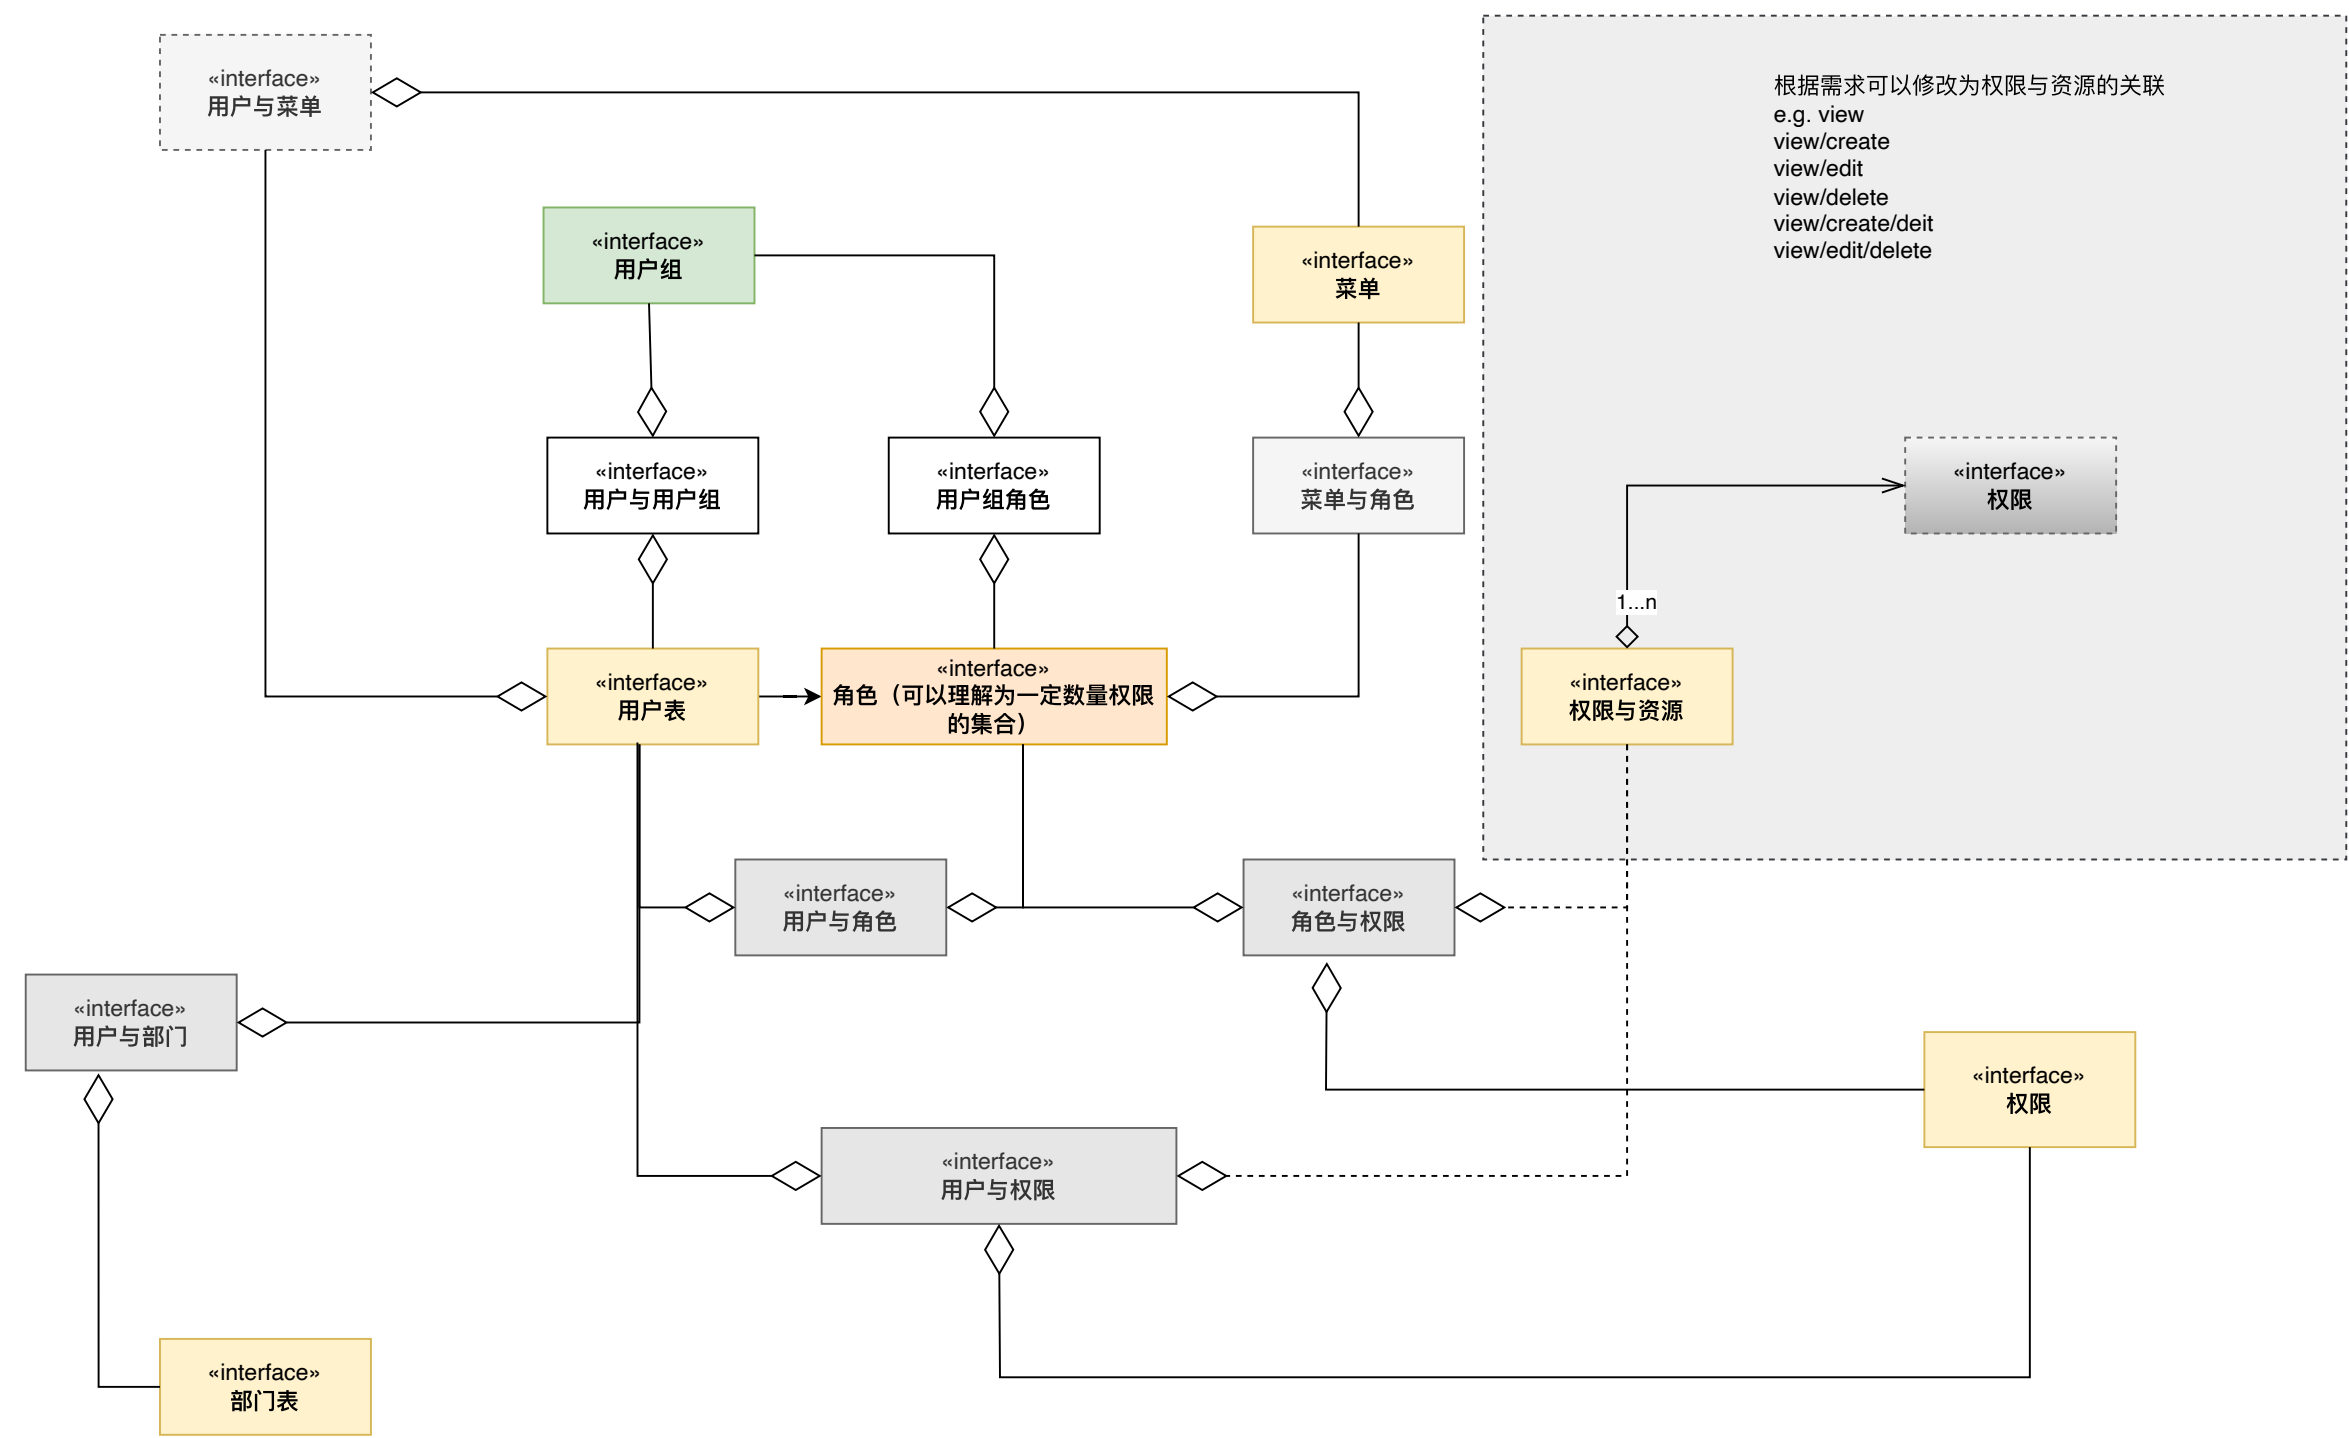 «interface»
用户与菜单
根据需求可以修改为权限与资源的关联
e.g. view
view/create
view/edit
view/delete
view/create/deit
view/edit/delete
«interface»
用户组
«interface»
菜单
«interface»
用户与用户组
«interface»
用户组角色
«interface»
菜单与角色
«interface»
权限
1...n
«interface»
用户表
«interface»
角色（可以理解为一定数量权限
的集合）
«interface»
权限与资源
«interface»
用户与角色
«interface»
角色与权限
«interface»
用户与部门
«interface»
权限
«interface»
用户与权限
«interface»
部门表